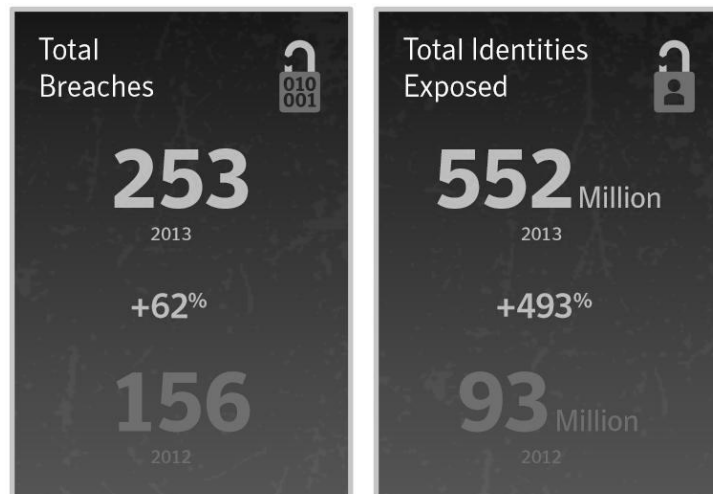 Total
Breaches
010
001
253
2013
+62%
156
2012
Total Identities
Exposed
552 Million
2013
+493%
93 Million
2012